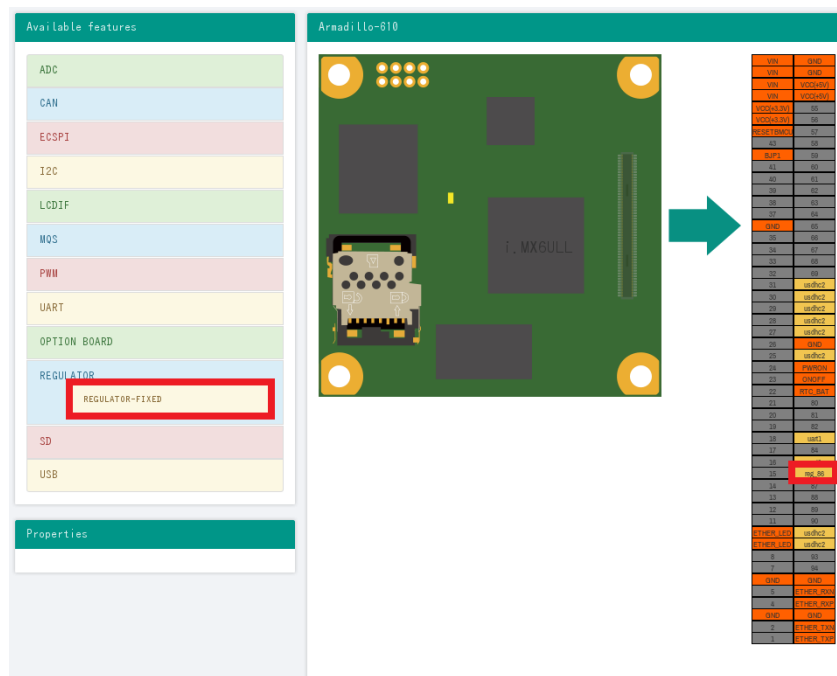 Available features
ADC
CAN
ECSPI
I2C
LCDIF
MQS
PWM
UART
OPTION BOARD
REGULATOR
REGULATOR-FIXED
SD
USB
Properties
Armadillo-610
i.MX6ULL
VIN GND
VIN GND
VIN VCC(+5V)
VIN VCC(+5V)
VCC(+3.3V) 55
VCC(+3.3V) 56
57
43 58
BJP1 59
41 60
40 61
39 62
38 63
37 64
GND 65
35 66
34 67
33 68
32 69
31 usdhc2
30 usdhc2
29 usdhc2
28 usdhc2
27 usdhc2
26 GND
25 usdhc2
24 PWRON
23 ONOFF
22 RTC_BAT
21 80
20 81
19 82
18 uart1
17 84
16
15 reg_86
14 87
13 88
12 89
11 90
ETHER_LED usdhc2
ETHER_LED usdhc2
8 93
7 94
GND GND
5 ETHER_RXN
4 ETHER_RXP
GND GND
2 ETHER_TXN
1 ETHER_TXP